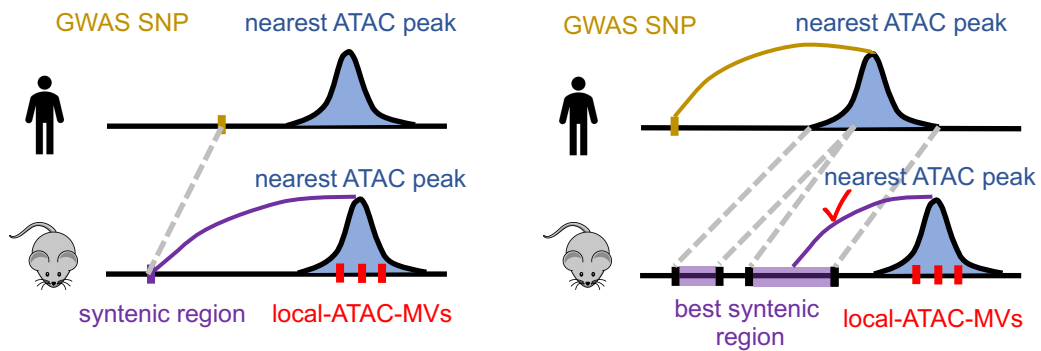 GWAS SNP
nearest ATAC peak
nearest ATAC peak
syntenic region
local-ATAC-MVs
GWAS SNP
nearest ATAC peak
nearest ATAC peak
best syntenic
region
local-ATAC-MVs